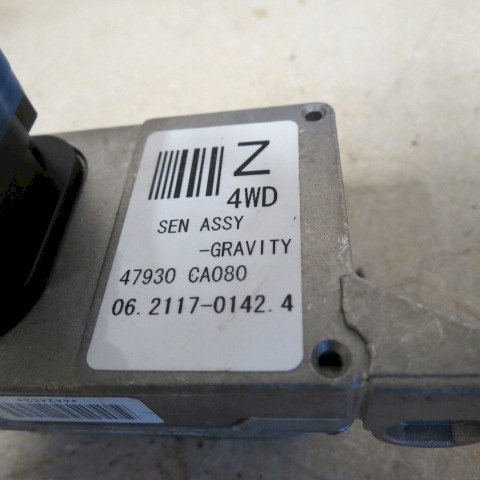 Z
4WD
SEN ASSY
-GRAVITY
47930 CA080
06.2117-0142.4